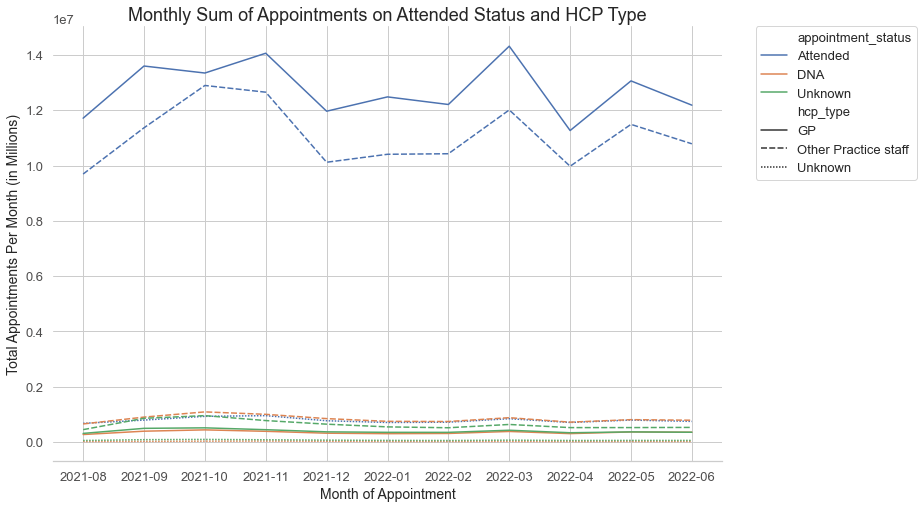 Monthly Sum of Appointments on Attended Status and HCP Type
1e7
1.4
1.2
1.0
0.8
0.6
0.4
0.2
0.0
Total Appointments Per Month (in Millions)
2021-08 2021-09 2021-10 2021-11 2021-12 2022-01 2022-02 2022-03 2022-04 2022-05 2022-06
Month of Appointment
appointment_status
Attended
DNA
Unknown
hcp_type
GP
Other Practice staff
Unknown